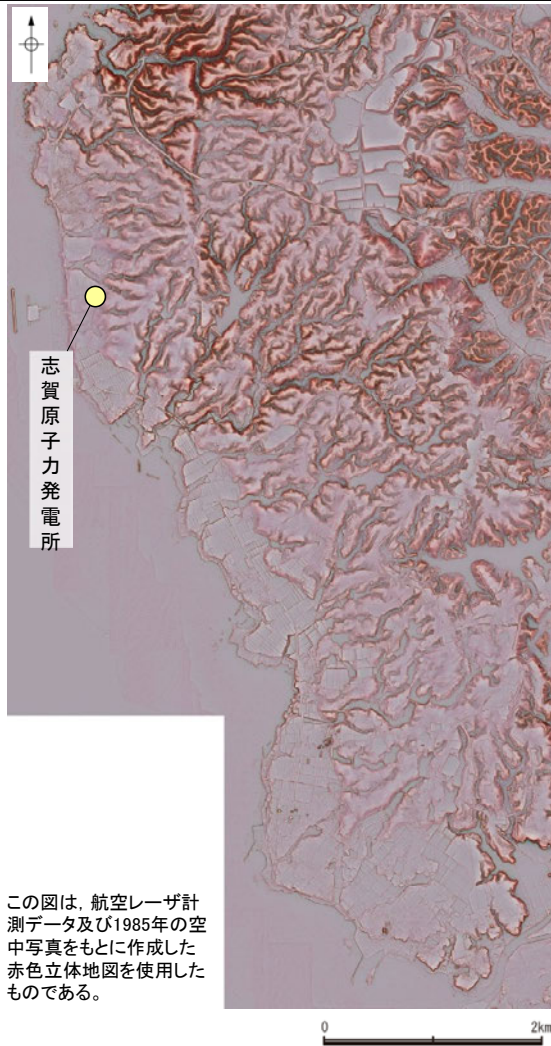 志賀原子力発電所
この図は，航空レーザ計
測データ及び1985年の空
中写真をもとに作成した
赤色立体地図を使用した
ものである。
0 2km